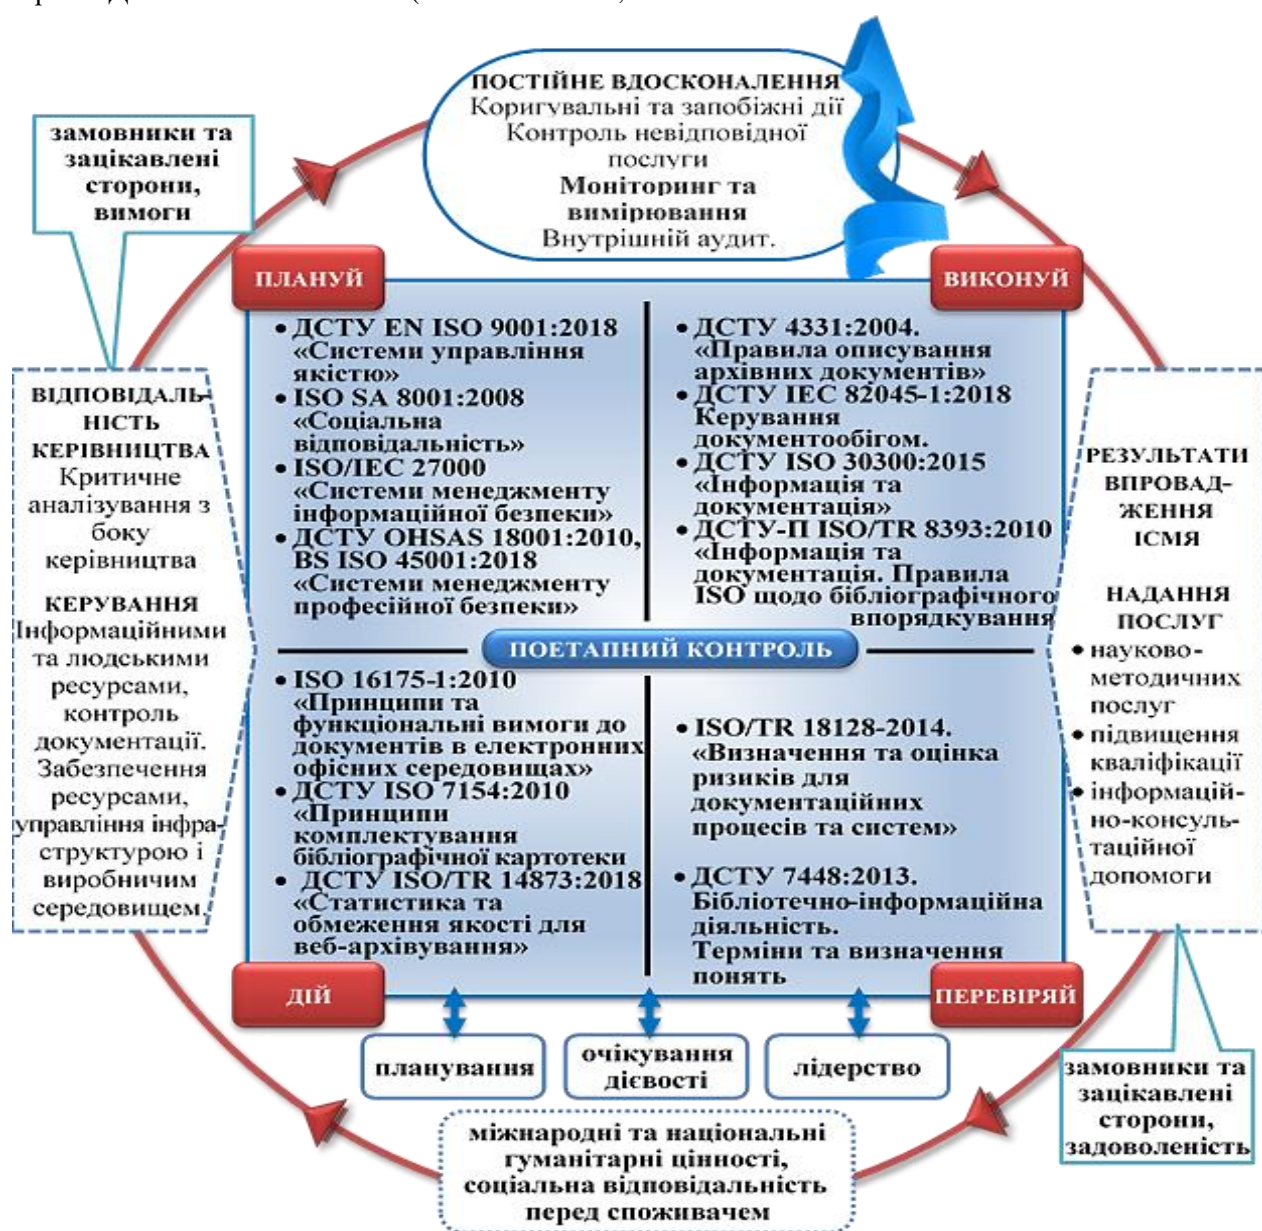 ПОСТІЙНЕ ВДОСКОНАЛЕННЯ
Коригувальні та запобіжні дії
Контроль невідповідної
послуги
Моніторинг та
вимірювання
Внутрішній аудит.
замовники та
зацікавлені
сторони,
вимоги
ПЛАНУЙ
ВИКОНУЙ
ВІДПОВІДАЛЬ-
НІСТЬ
КЕРІВНИЦТВА
Критичне
аналізування з
боку
керівництва
КЕРУВАННЯ
Інформаційними
та людськими
ресурсами,
контроль
документації.
Забезпечення
ресурсами,
управління інфра-
структурою і
виробничим
середовищем.
• ДСТУ EN ISO 9001:2018
«Системи управління
якістю»
• ISO SA 8001:2008
«Соціальна
відповідальність»
• ISO/IEC 27000
«Системи менеджменту
інформаційної безпеки»
• ДСТУ OHSAS 18001:2010,
BS ISO 45001:2018
«Системи менеджменту
професійної безпеки»
• ДСТУ 4331:2004.
«Правила описування
архівних документів»
• ДСТУ IEC 82045-1:2018
Керування
документообігом.
• ДСТУ ISO 30300:2015
«Інформація та
документація»
• ДСТУ-П ISO/TR 8393:2010
«Інформація та
документація. Правила
ISO щодо бібліографічного
впорядкування
ПОЕТАПНИЙ КОНТРОЛЬ
• ISO 16175-1:2010
«Принципи та
функціональні вимоги до
документів в електронних
офісних середовищах»
• ДСТУ ISO 7154:2010
«Принципи
комплектування
бібліографічної картотеки
• ДСТУ ISO/TR 14873:2018
«Статистика та
обмеження якості для
веб-архівування»
• ISO/TR 18128-2014.
«Визначення та оцінка
ризиків для
документаційних
процесів та систем»
• ДСТУ 7448:2013.
Бібліотечно-інформаційна
діяльність.
Терміни та визначення
понять
РЕЗУЛЬТАТИ
ВПРОВАД-
ЖЕННЯ
ІСМЯ
НАДАННЯ
ПОСЛУГ
• науково-
методичних
послуг
• підвищення
кваліфікації
• інформацій-
но-консуль-
таційної
допомоги
ДІЙ
ПЕРЕВІРЯЙ
планування
очікування
дієвості
лідерство
замовники та
зацікавлені
сторони,
задоволеність
міжнародні та національні
гуманітарні цінності,
соціальна відповідальність
перед споживачем